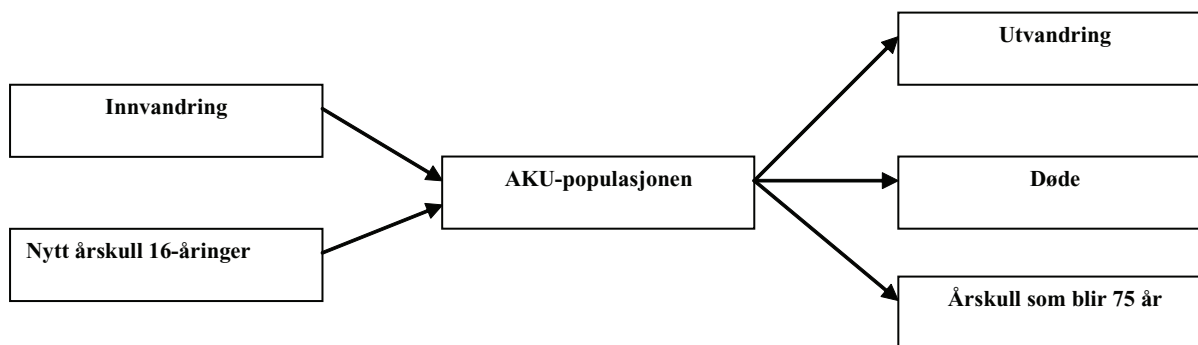 Innvandring
Nytt årskull 16-åringer
AKU-populasjonen
Utvandring
Døde
Årskull som blir 75 år